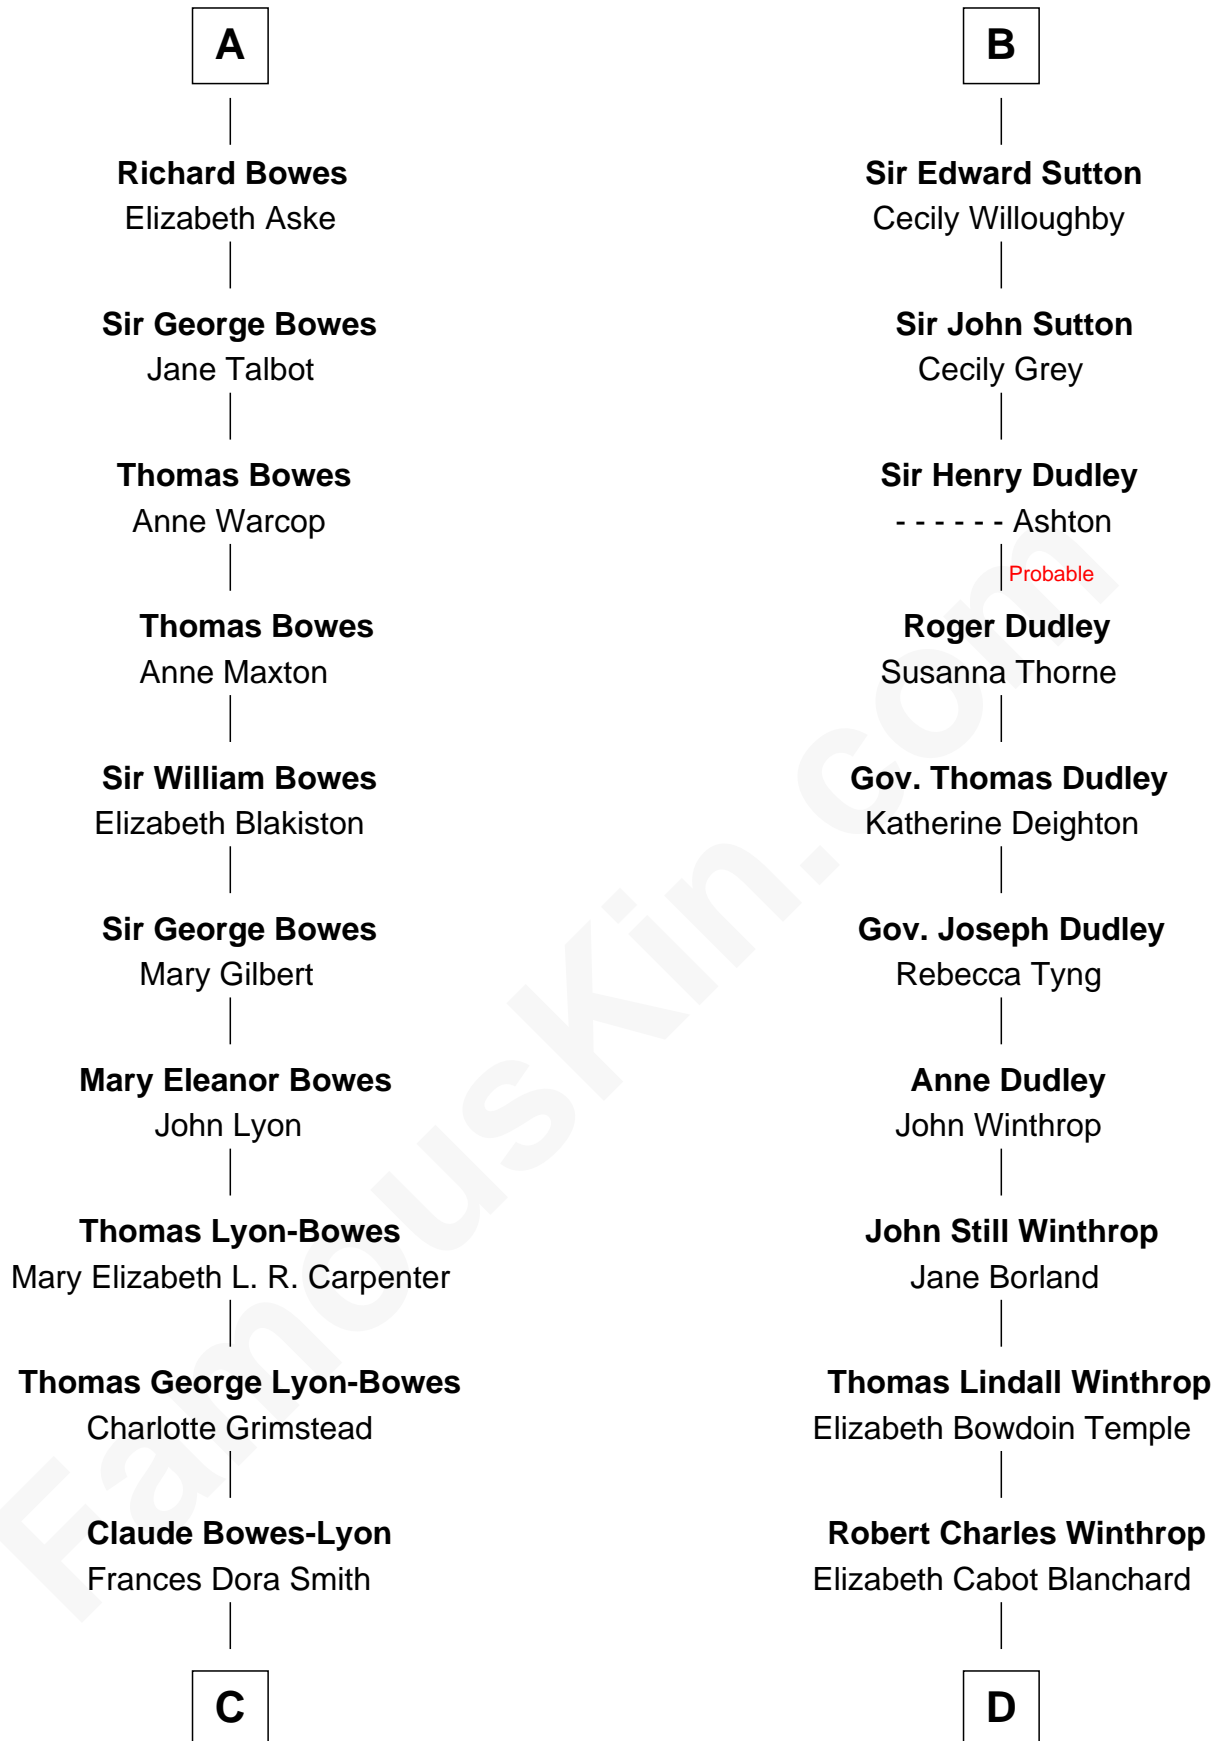 A
Richard Bowes
Elizabeth Aske
Sir George Bowes
Jane Talbot
Thomas Bowes
Anne Warcop
Thomas Bowes
Anne Maxton
Sir William Bowes
Elizabeth Blakiston
Sir George Bowes
Mary Gilbert
Mary Eleanor Bowes
John Lyon
Thomas Lyon-Bowes
Mary Elizabeth L. R. Carpenter
Thomas George Lyon-Bowes
Charlotte Grimstead
Claude Bowes-Lyon
Frances Dora Smith
C
B
Sir Edward Sutton
Cecily Willoughby
Sir John Sutton
Cecily Grey
Sir Henry Dudley
- - - - - - Ashton
Probable
Roger Dudley
Susanna Thorne
Gov. Thomas Dudley
Katherine Deighton
Gov. Joseph Dudley
Rebecca Tyng
Anne Dudley
John Winthrop
John Still Winthrop
Jane Borland
Thomas Lindall Winthrop
Elizabeth Bowdoin Temple
Robert Charles Winthrop
Elizabeth Cabot Blanchard
D
FamousKin.com